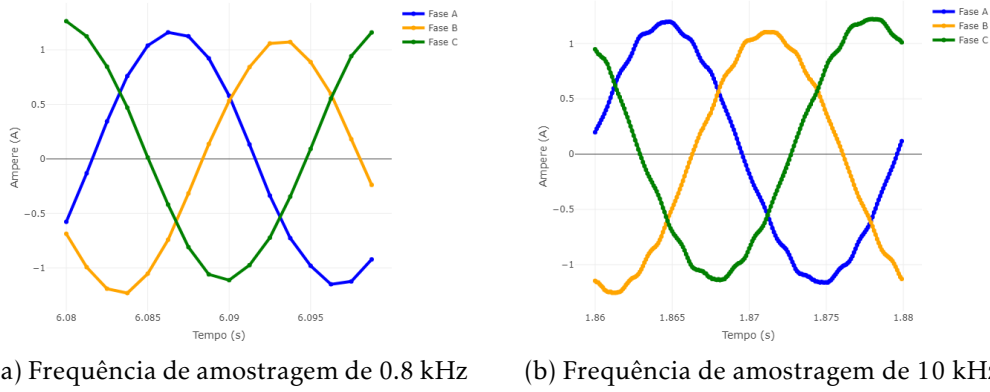 Fase A
Fase B
Fase C
1
0.5
0
−0.5
−1
Ampere (A)
6.08
6.085
6.09
6.095
Tempo (s)
Fase A
Fase B
Fase C
1
0.5
0
−0.5
−1
Ampere (A)
1.86
1.865
1.87
1.875
1.88
Tempo (s)
a) Frequência de amostragem de 0.8 kHz
(b) Frequência de amostragem de 10 kH